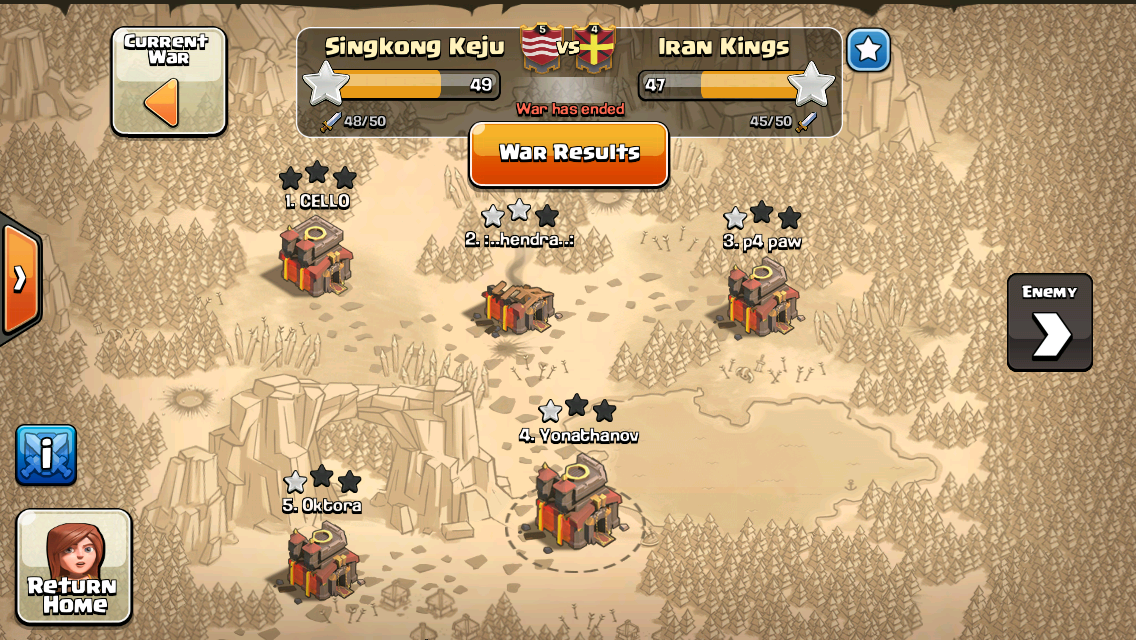 Current
War
Singkong Keju
5
vs
4
Iran Kings
49
47
War has ended
48/50
45/50
War Results
1. CELLO
2. :..hendra..:
3. p4 paw
Enemy
4. Yonathanov
5. Oktora
i
Return
Home